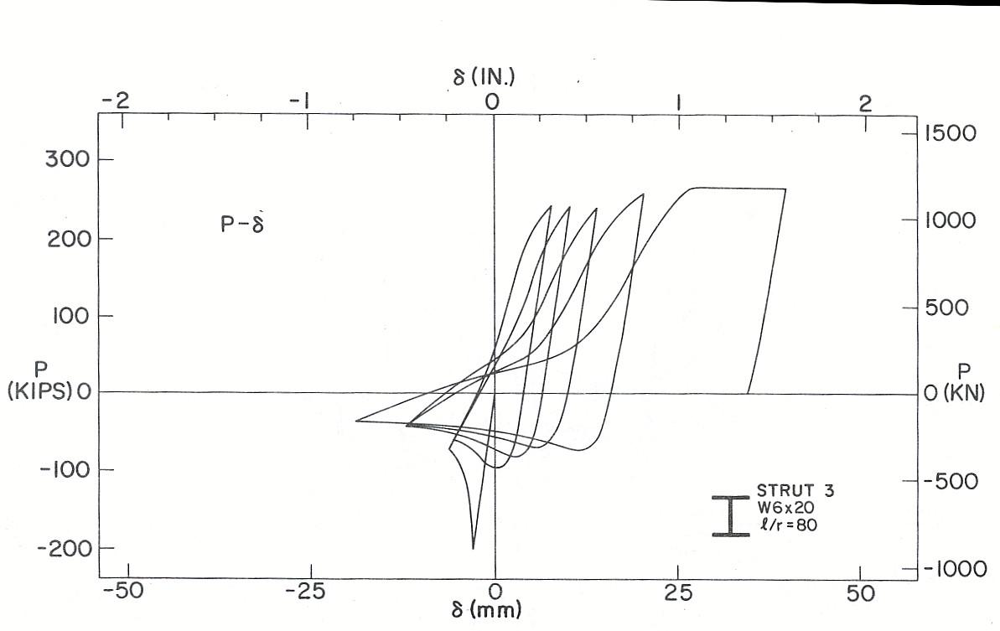 δ (IN.)
-2 -1 0 1 2
300
200
100
P
(KIPS) 0
-100
-200
P-δ
1500
1000
500
P
0 (KN)
-500
-1000
STRUT 3
W6x20
ℓ/r=80
-50 -25 0 25 50
δ (mm)